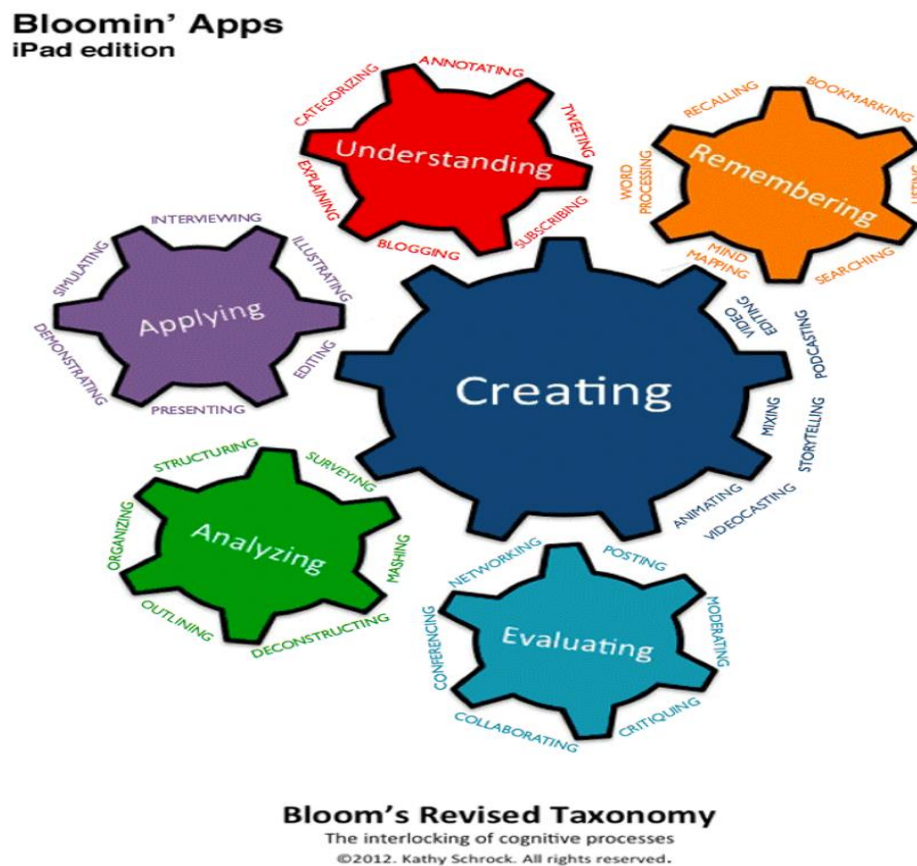 Bloomin' Apps
iPad edition
CATEGORIZING
ANNOTATING
TWEETING
SUBSCRIBING
BLOGGING
EXPLAINING
Understanding
RECALLING
BOOKMARKING
SEARCHING
MIND
MAPPING
WORD
PROCESSING
Remembering
SIMULATING
INTERVIEWING
ILLUSTRATING
EDITING
PRESENTING
DEMONSTRATING
Applying
Creating
VIDEO
EDITING
PODCASTING
MIXING
STORYTELLING
ANIMATING
VIDEOCASTING
STRUCTURING
SURVEYING
MASHING
DECONSTRUCTING
OUTLINING
ORGANIZING
Analyzing
NETWORKING
POSTING
MODERATING
CRITIQUING
COLLABORATING
CONFERENCING
Evaluating
Bloom's Revised Taxonomy
The interlocking of cognitive processes
©2012. Kathy Schrock. All rights reserved.